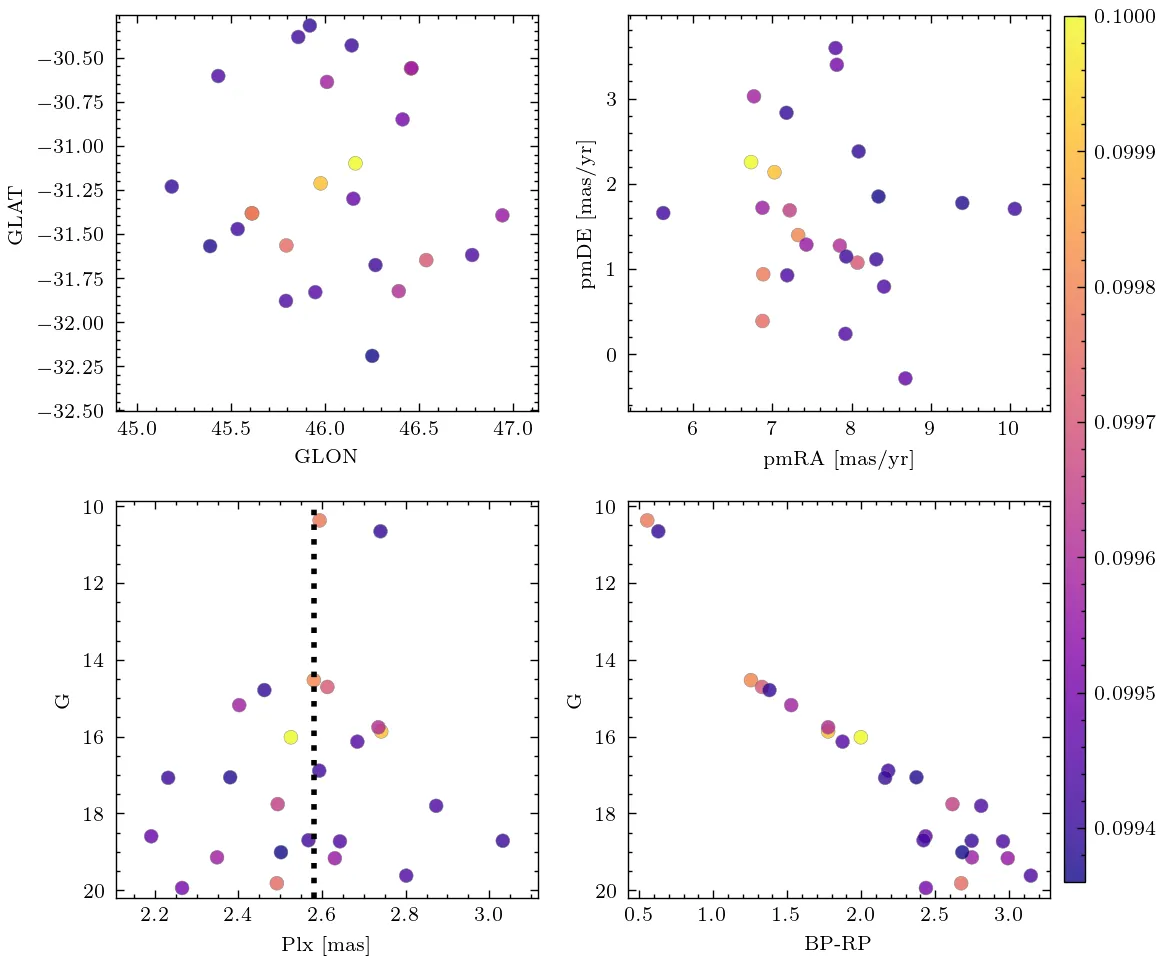 −30.50
−30.75
−31.00
−31.25
−31.50
−31.75
−32.00
−32.25
−32.50
GLAT
45.0 45.5 46.0 46.5 47.0
GLON
3
2
1
0
pmDE [mas/yr]
6 7 8 9 10
pmRA [mas/yr]
10
12
14
16
18
20
G
2.2 2.4 2.6 2.8 3.0
Plx [mas]
10
12
14
16
18
20
G
0.5 1.0 1.5 2.0 2.5 3.0
BP-RP
0.1000
0.0999
0.0998
0.0997
0.0996
0.0995
0.0994